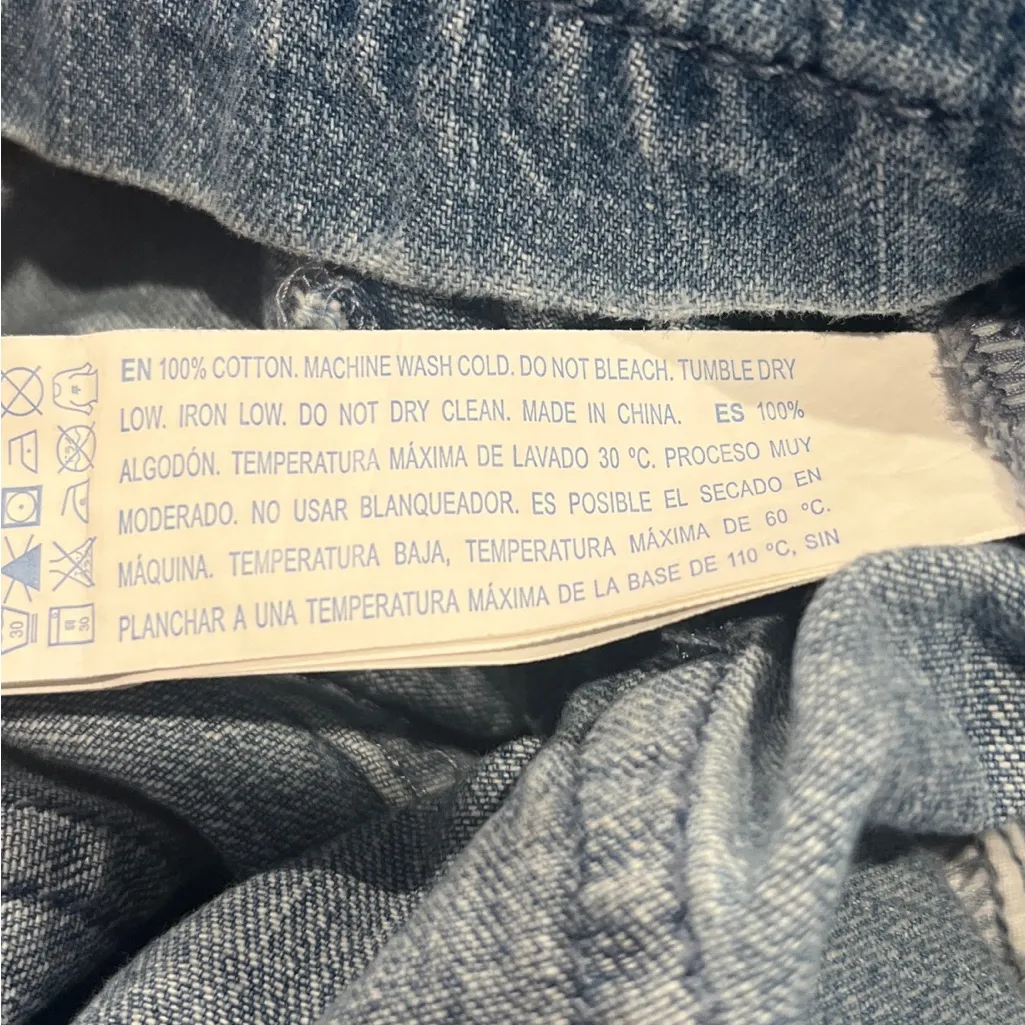 EN 100% COTTON. MACHINE WASH COLD. DO NOT BLEACH. TUMBLE DRY
LOW. IRON LOW. DO NOT DRY CLEAN. MADE IN CHINA. ES 100%
ALGODÓN. TEMPERATURA MÁXIMA DE LAVADO 30 ºC. PROCESO MUY
MODERADO. NO USAR BLANQUEADOR. ES POSIBLE EL SECADO EN
MÁQUINA. TEMPERATURA BAJA, TEMPERATURA MÁXIMA DE 60 ºC.
PLANCHAR A UNA TEMPERATURA MÁXIMA DE LA BASE DE 110 ºC, SIN
30
30